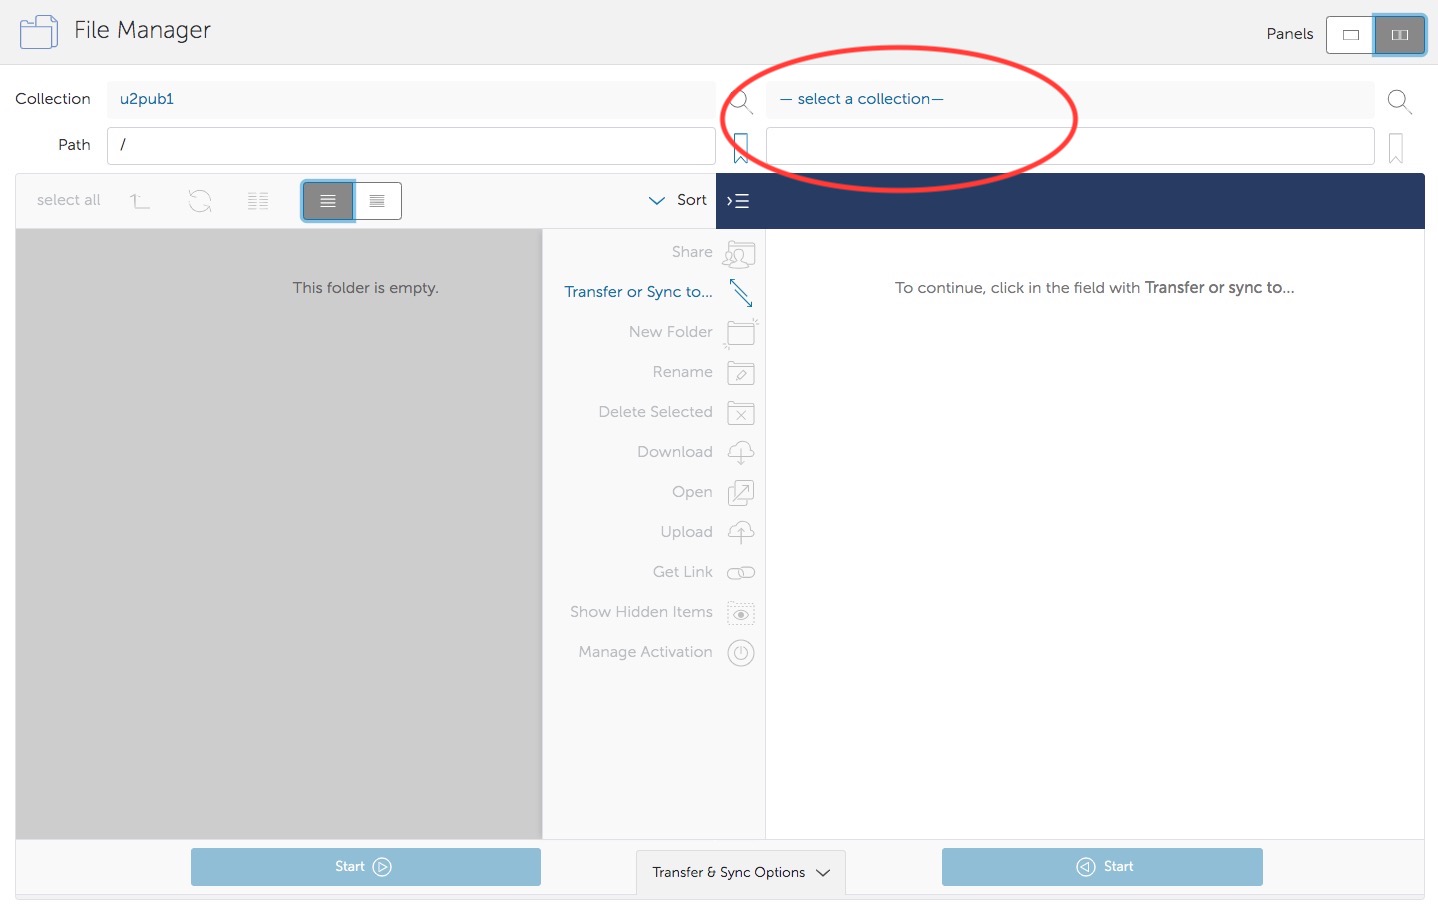 File Manager
Panels
Collection u2pub1
— select a collection—
Path /
select all
Sort
This folder is empty.
Share
Transfer or Sync to...
New Folder
Rename
Delete Selected
Download
Open
Upload
Get Link
Show Hidden Items
Manage Activation
To continue, click in the field with Transfer or sync to...
Start
Transfer & Sync Options
Start